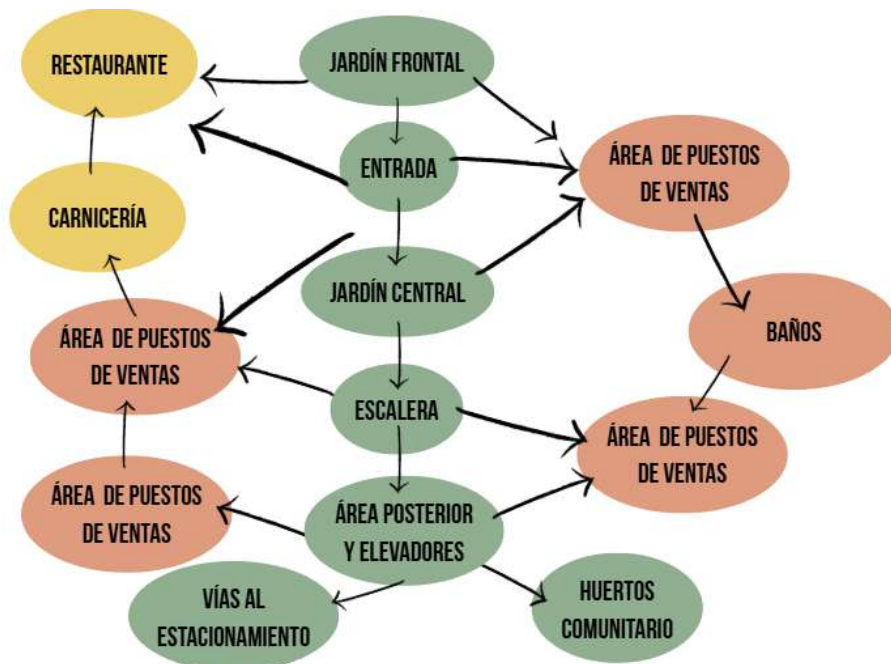 RESTAURANTE
JARDÍN FRONTAL
ENTRADA
ÁREA DE PUESTOS
DE VENTAS
CARNICERÍA
JARDÍN CENTRAL
ÁREA DE PUESTOS
DE VENTAS
BAÑOS
ESCALERA
ÁREA DE PUESTOS
DE VENTAS
ÁREA DE PUESTOS
DE VENTAS
ÁREA POSTERIOR
Y ELEVADORES
VÍAS AL
ESTACIONAMIENTO
HUERTOS
COMUNITARIO